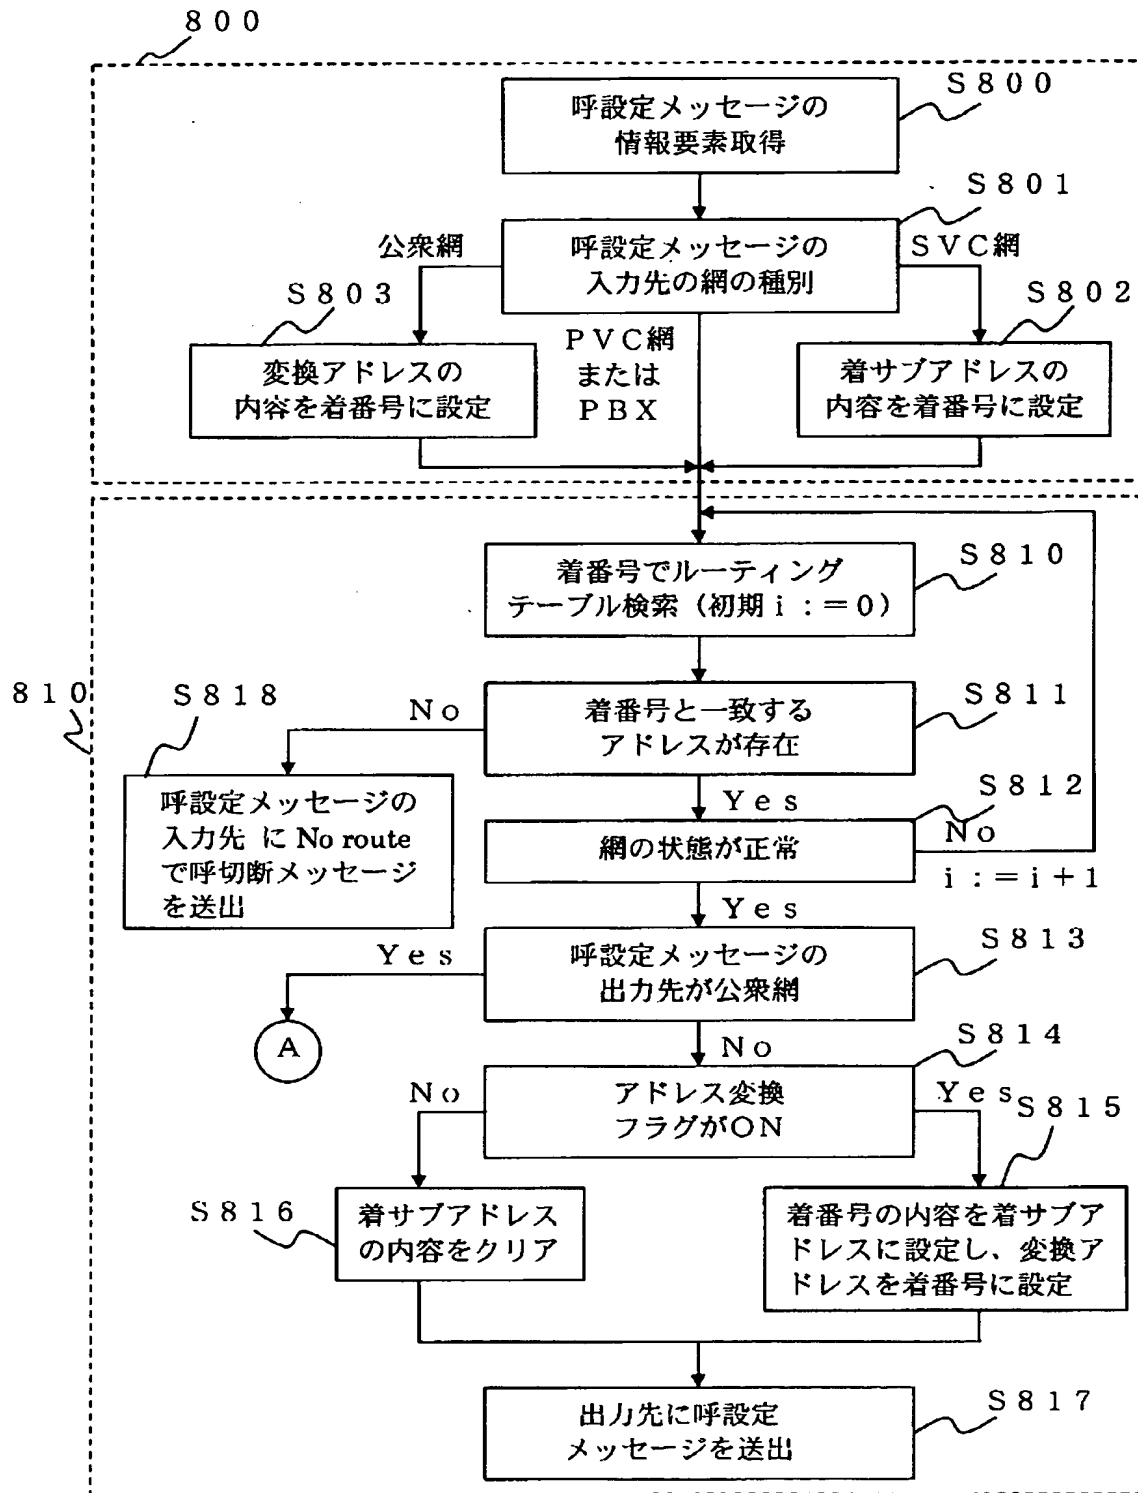 800
S800
呼設定メッセージの
情報要素取得
S801
公衆網
呼設定メッセージの
入力先の網の種別
SVC網
S803
S802
変換アドレスの
内容を着番号に設定
PVC網
または
PBX
着サブアドレスの
内容を着番号に設定
S810
着番号でルーティング
テーブル検索(初期i:=0)
810
S818
No
着番号と一致する
アドレスが存在
S811
Yes
S812
呼設定メッセージの
入力先 に No route
で呼切断メッセージ
を送出
網の状態が正常
No
i:=i+1
Yes
Yes
呼設定メッセージの
出力先が公衆網
S813
A
No
S814
No
アドレス変換
フラグがON
Yes
S815
S816
着サブアドレス
の内容をクリア
着番号の内容を着サブア
ドレスに設定し、変換ア
ドレスを着番号に設定
出力先に呼設定
メッセージを送出
S817